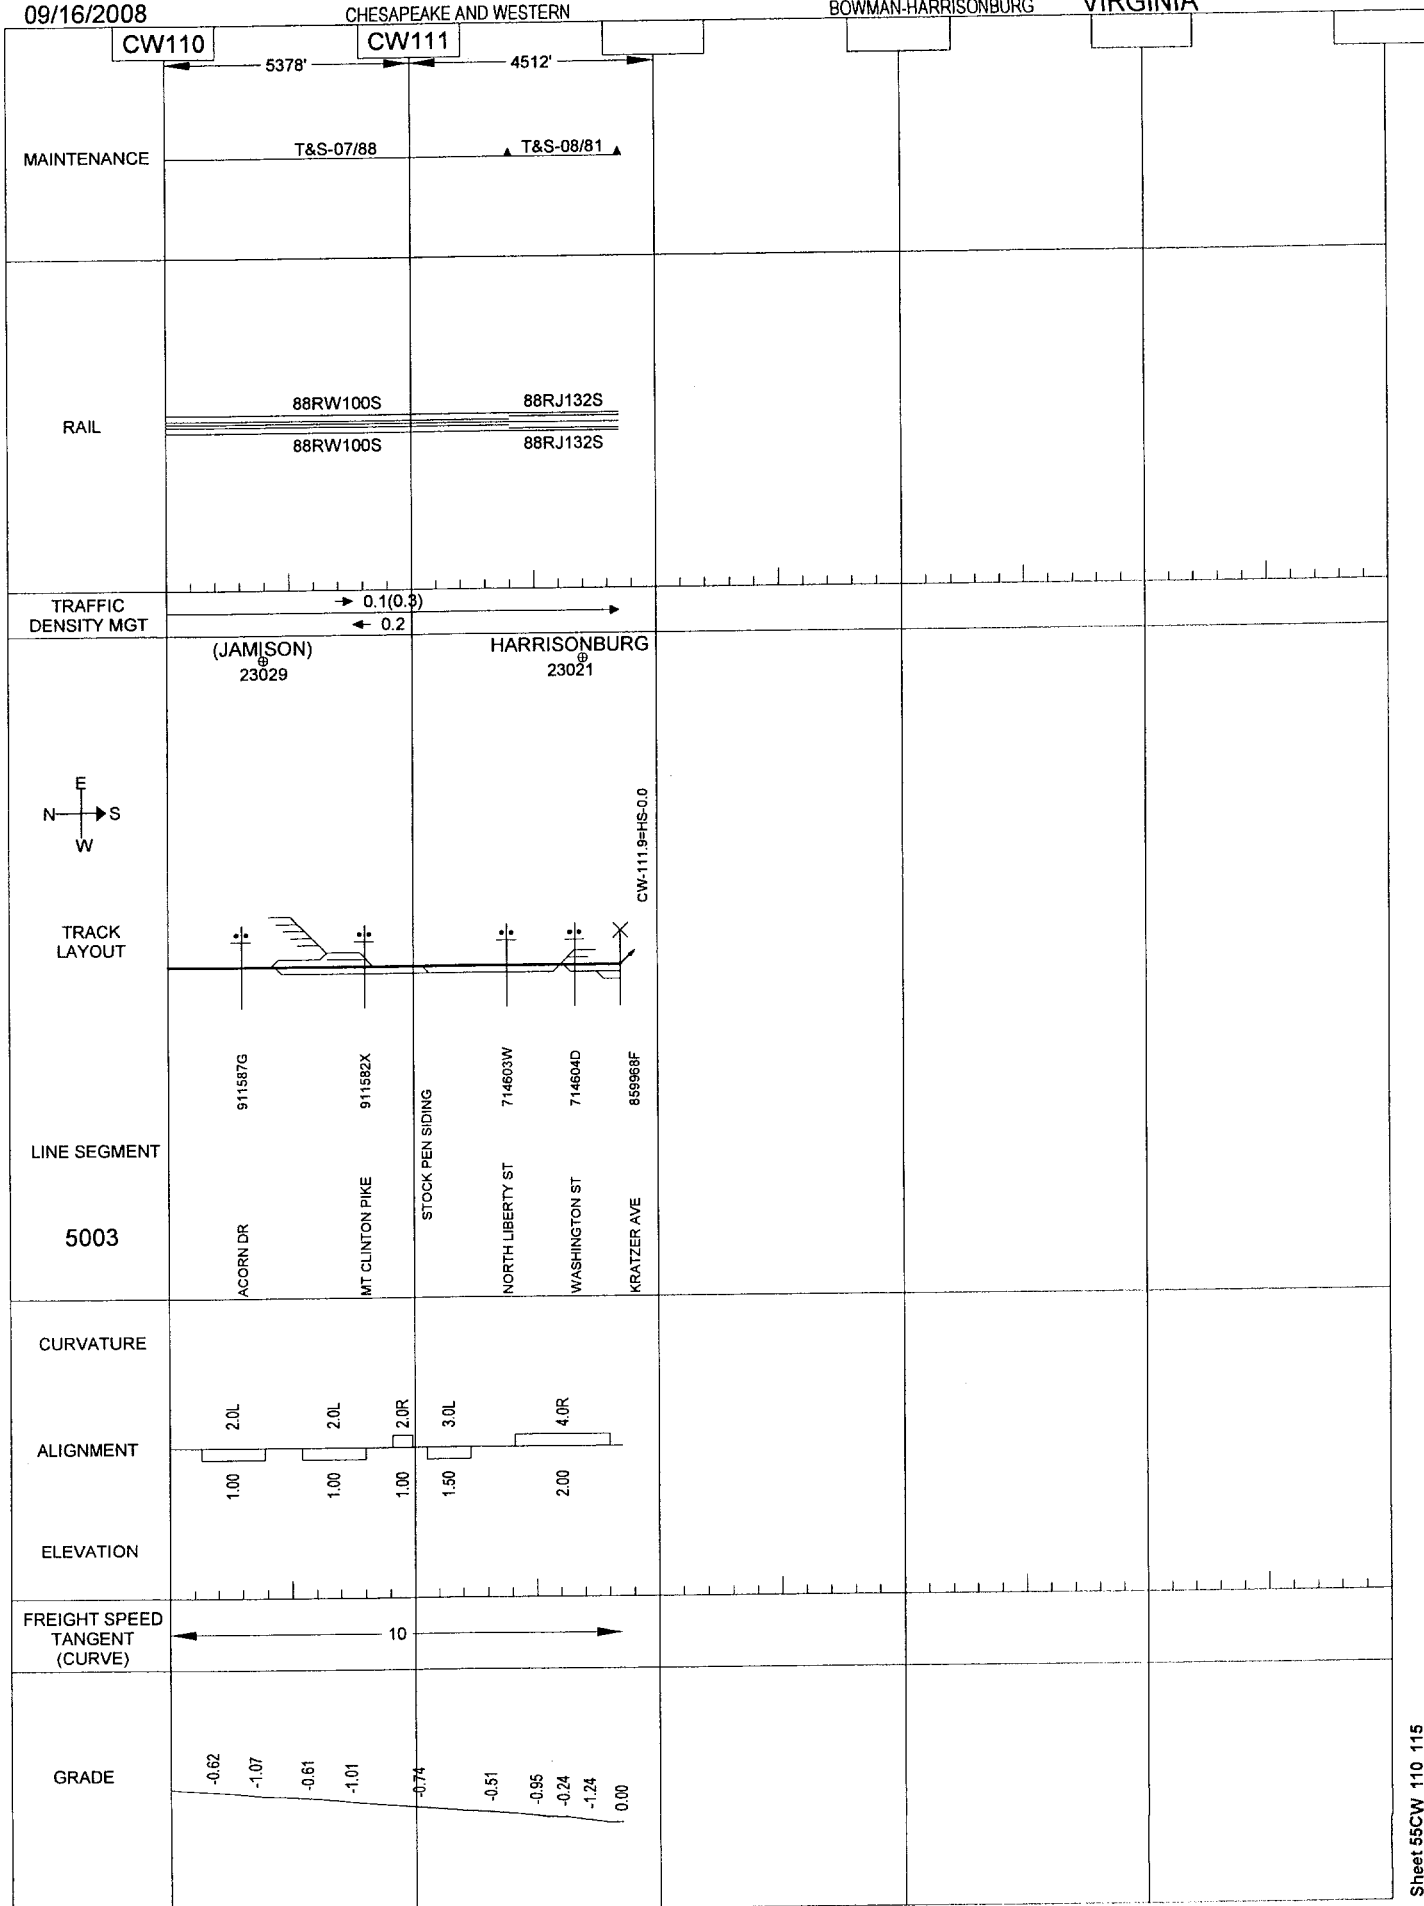 09/16/2008 CHESAPEAKE AND WESTERN BOWMAN-HARRISONBURG VIRGINIA
CW110 CW111
5378' 4512'
MAINTENANCE T&S-07/88 T&S-08/81
88RW100S 88RJ132S
RAIL
88RW100S 88RJ132S
TRAFFIC
DENSITY MGT
0.1(0.3)
0.2
(JAMISON) HARRISONBURG
23029 23021
E
N S
W
CW-111.9=HS-0.0
TRACK
LAYOUT
911587G
911582X
714603W
714604D
859968F
LINE SEGMENT
5003
ACORN DR
MT CLINTON PIKE
STOCK PEN SIDING
NORTH LIBERTY ST
WASHINGTON ST
KRATZER AVE
CURVATURE
2.0L 2.0L 2.0R 3.0L 4.0R
ALIGNMENT
1.00 1.00 1.00 1.50 2.00
ELEVATION
FREIGHT SPEED
TANGENT
(CURVE)
10
GRADE
-0.62 -1.07 -0.61 -1.01 -0.74 -0.51 -0.95 -0.24 -1.24 0.00
Sheet 55CW 110 115